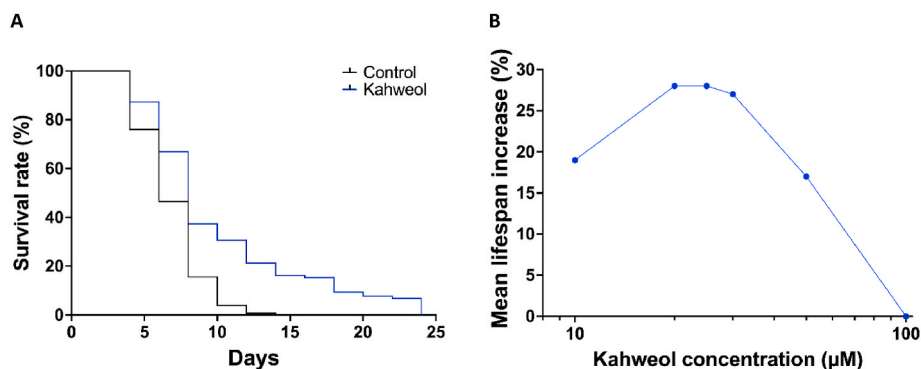 A
Survival rate (%)
100
80
60
40
20
0
0 5 10 15 20 25
Days
Control
Kahweol
B
Mean lifespan increase (%)
30
25
20
15
10
5
0
10 100
Kahweol concentration (μM)